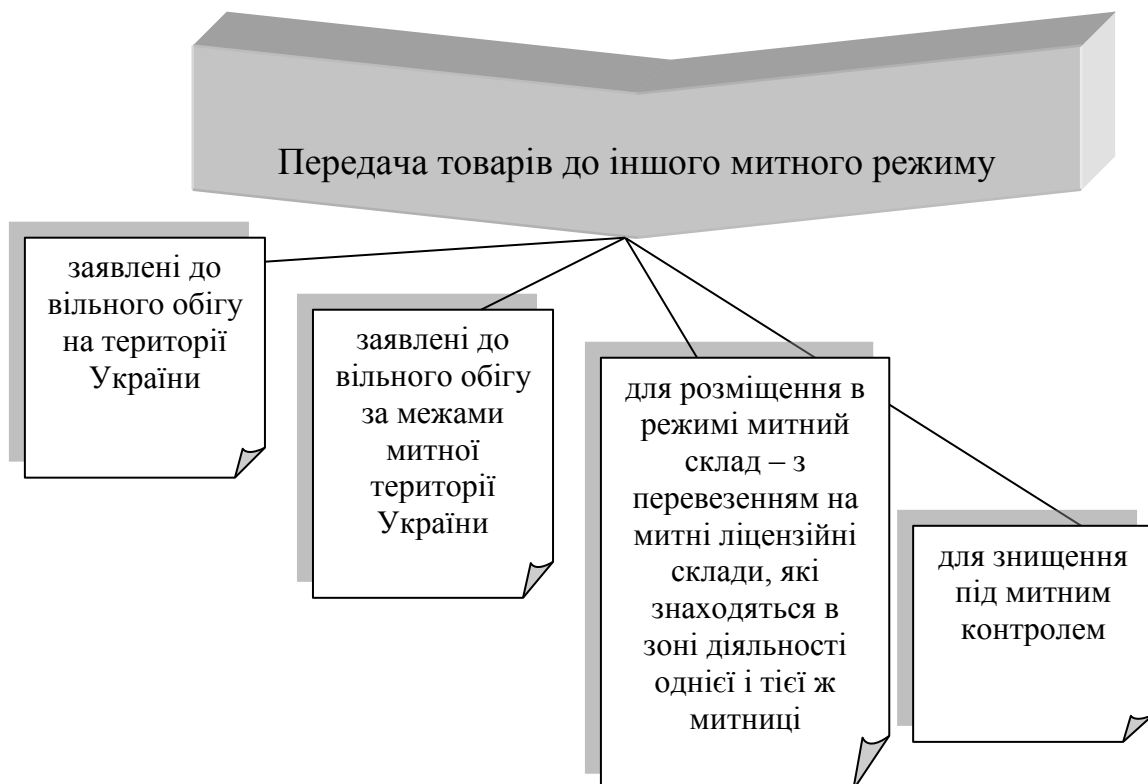 Передача товарів до іншого митного режиму
заявлені до
вільного обігу
на території
України
заявлені до
вільного обігу
за межами
митної
території
України
для розміщення в
режимі митний
склад – з
перевезенням на
митні ліцензійні
склади, які
знаходяться в
зоні діяльності
однієї і тієї ж
митниці
для знищення
під митним
контролем